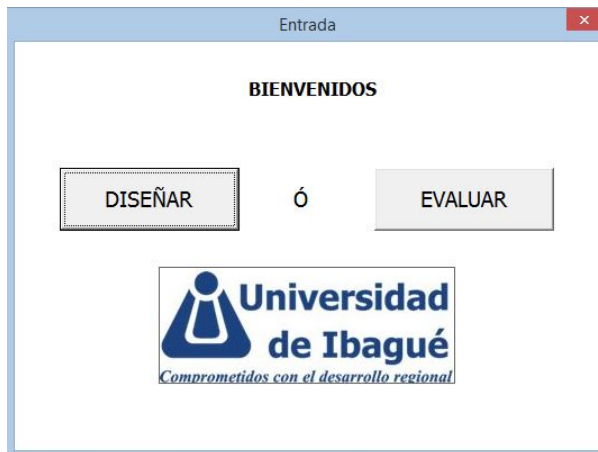 Entrada
BIENVENIDOS
DISEÑAR Ó EVALUAR
Universidad
de Ibagué
Comprometidos con el desarrollo regional